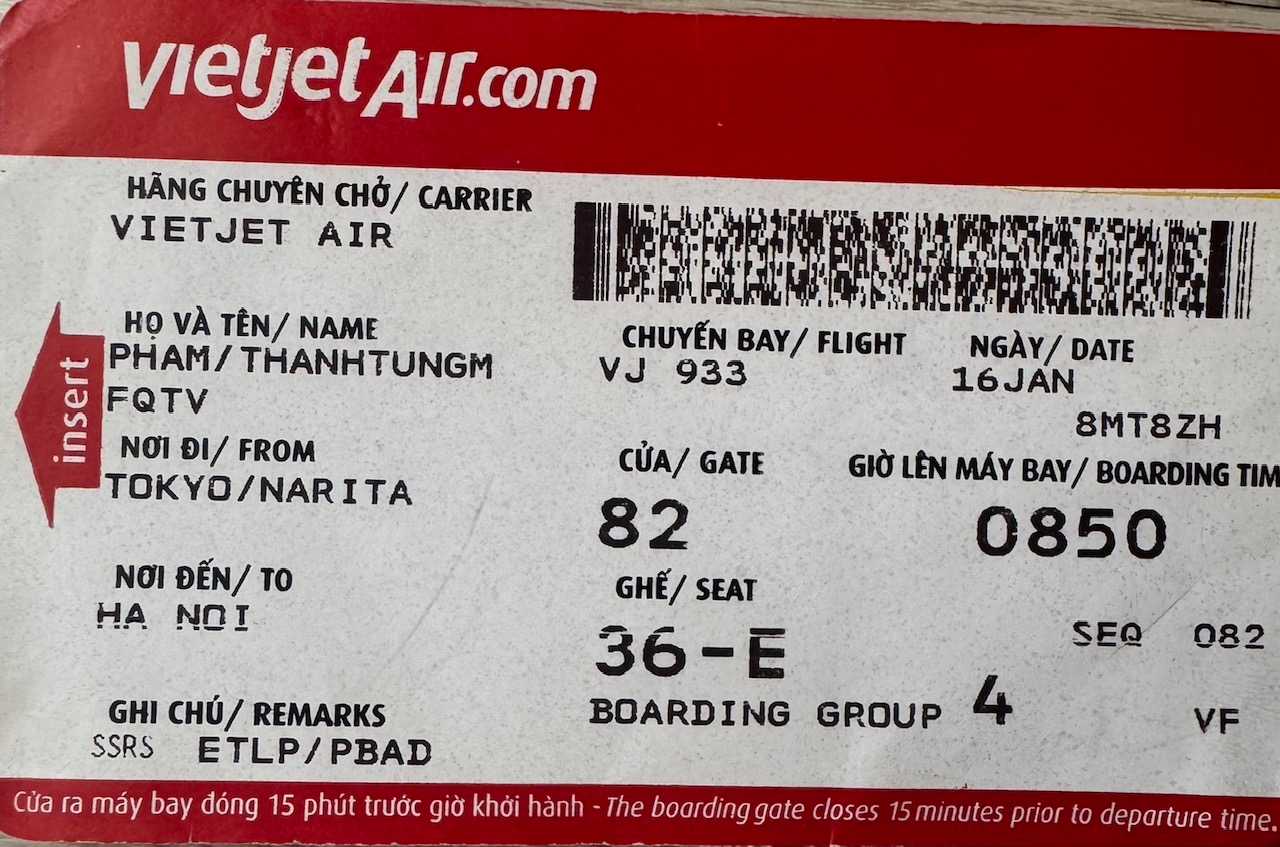 vietjetAir.com
HÃNG CHUYÊN CHỞ/ CARRIER
VIETJET AIR
HỌ VÀ TÊN/ NAME
PHAM/THANHTUNGM
FQTV
CHUYẾN BAY/ FLIGHT
VJ 933
NGÀY/ DATE
16JAN
8MT8ZH
insert
NƠI ĐI/ FROM
TOKYO/NARITA
CỬA/ GATE
82
GIỜ LÊN MÁY BAY/ BOARDING TIM
0850
NƠI ĐẾN/ TO
HA NOI
GHẾ/ SEAT
36-E
SEQ 082
BOARDING GROUP 4
VF
GHI CHÚ/ REMARKS
SSRS ETLP/PBAD
Cửa ra máy bay đóng 15 phút trước giờ khởi hành - The boarding gate closes 15 minutes prior to departure time.